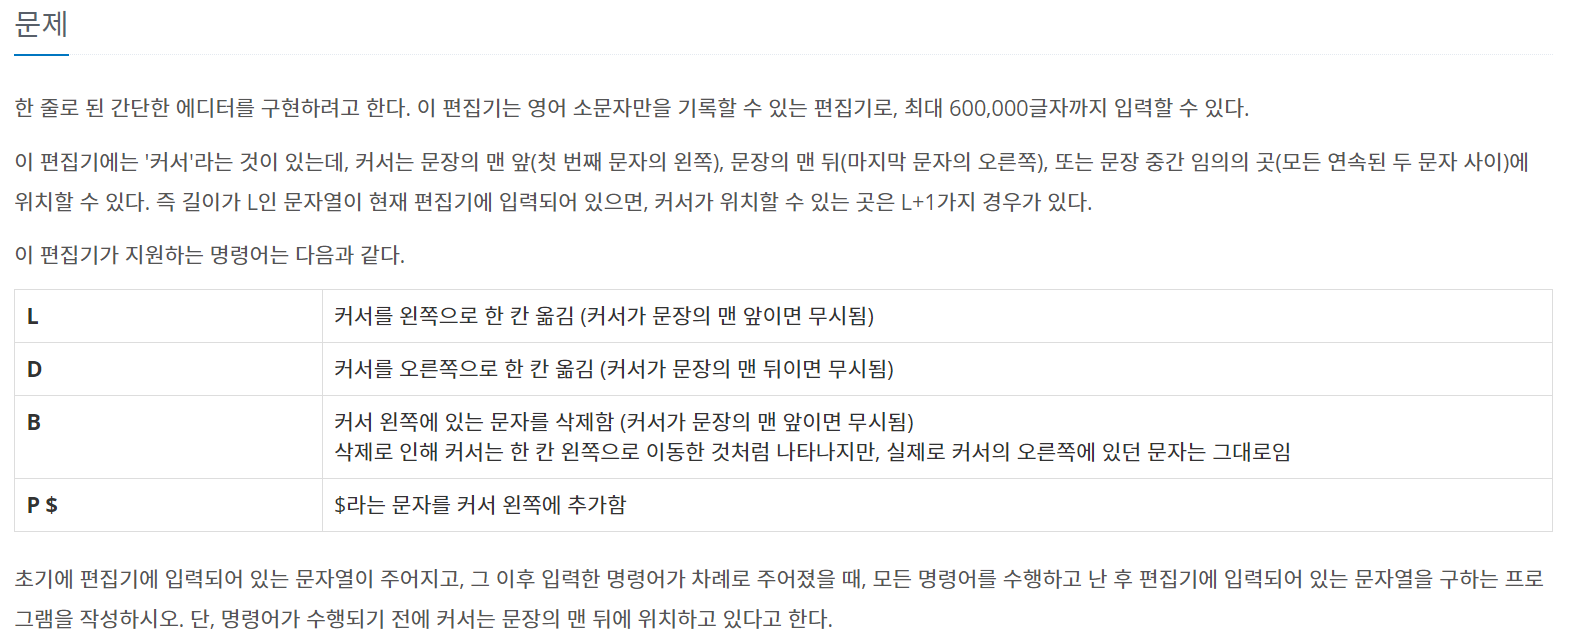 문제
한 줄로 된 간단한 에디터를 구현하려고 한다. 이 편집기는 영어 소문자만을 기록할 수 있는 편집기로, 최대 600,000글자까지 입력할 수 있다.
이 편집기에는 '커서'라는 것이 있는데, 커서는 문장의 맨 앞(첫 번째 문자의 왼쪽), 문장의 맨 뒤(마지막 문자의 오른쪽), 또는 문장 중간 임의의 곳(모든 연속된 두 문자 사이)에
위치할 수 있다. 즉 길이가 L인 문자열이 현재 편집기에 입력되어 있으면, 커서가 위치할 수 있는 곳은 L+1가지 경우가 있다.
이 편집기가 지원하는 명령어는 다음과 같다.
L 커서를 왼쪽으로 한 칸 옮김 (커서가 문장의 맨 앞이면 무시됨)
D 커서를 오른쪽으로 한 칸 옮김 (커서가 문장의 맨 뒤이면 무시됨)
B 커서 왼쪽에 있는 문자를 삭제함 (커서가 문장의 맨 앞이면 무시됨)
삭제로 인해 커서는 한 칸 왼쪽으로 이동한 것처럼 나타나지만, 실제로 커서의 오른쪽에 있던 문자는 그대로임
P $ $라는 문자를 커서 왼쪽에 추가함
초기에 편집기에 입력되어 있는 문자열이 주어지고, 그 이후 입력한 명령어가 차례로 주어졌을 때, 모든 명령어를 수행하고 난 후 편집기에 입력되어 있는 문자열을 구하는 프로
그램을 작성하시오. 단, 명령어가 수행되기 전에 커서는 문장의 맨 뒤에 위치하고 있다고 한다.